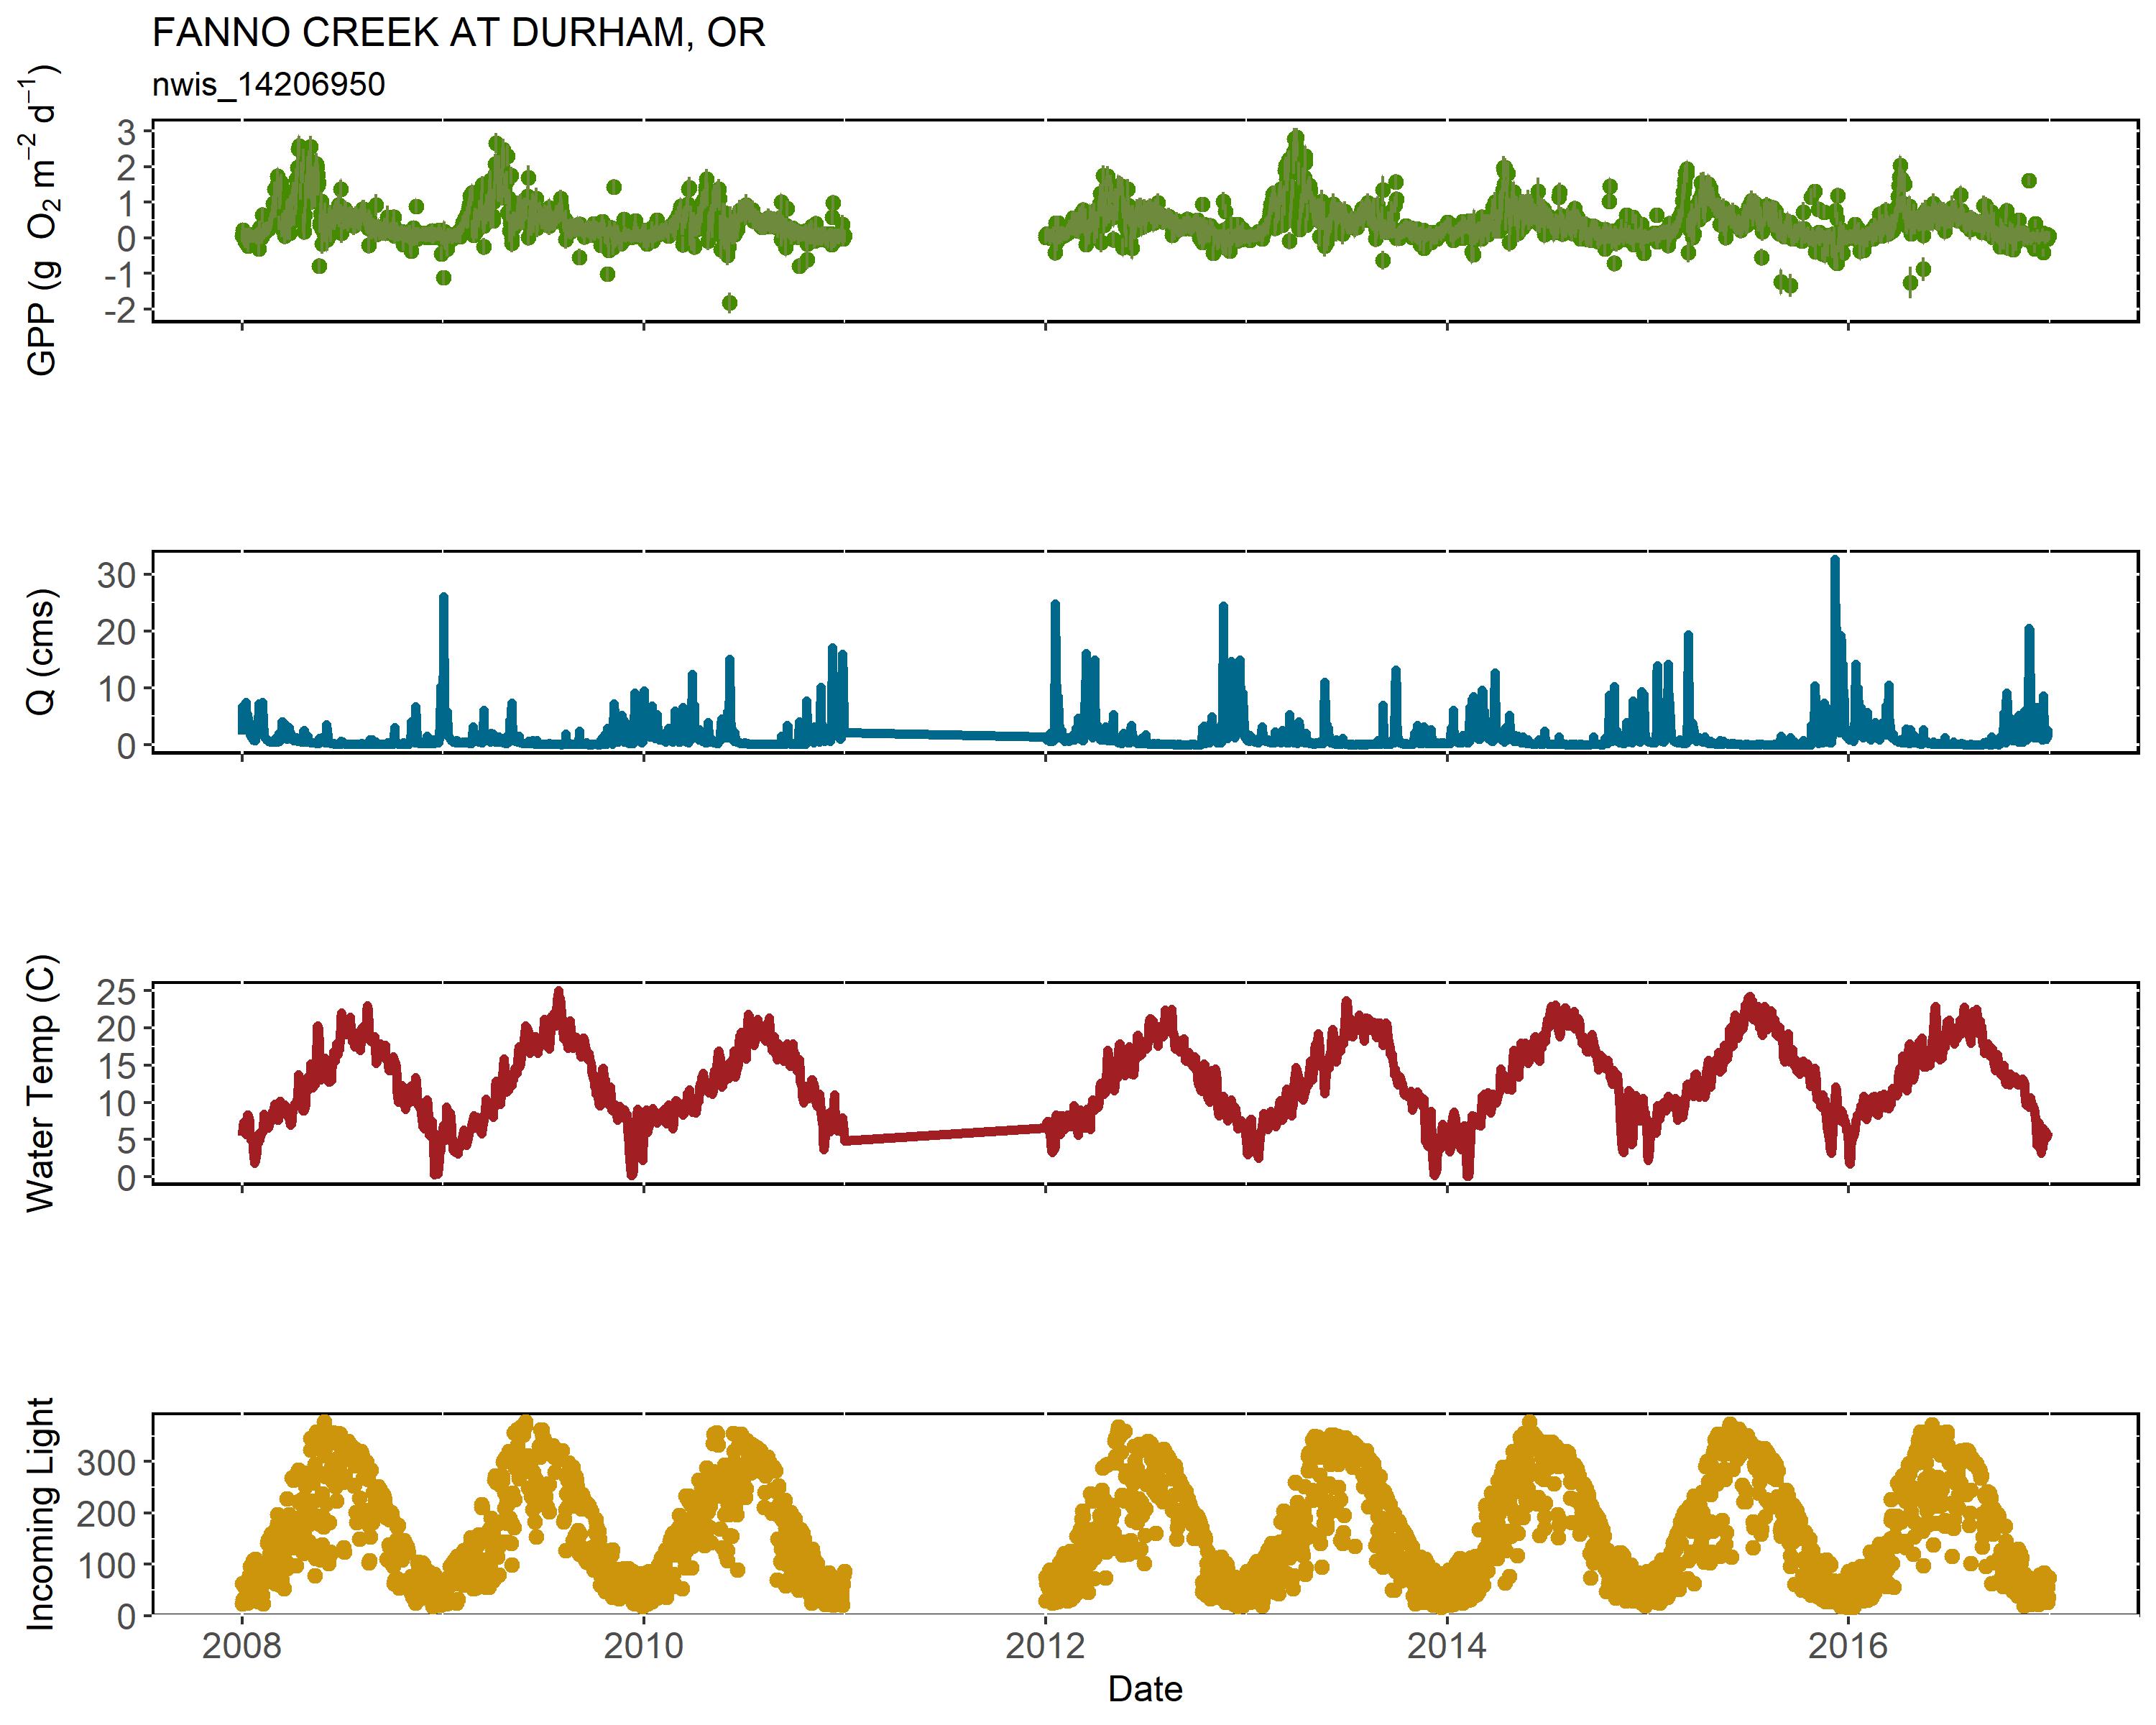 FANNO CREEK AT DURHAM, OR
nwis_14206950
GPP (g O₂ m⁻² d⁻¹)
3
2
1
0
-1
-2
Q (cms)
30
20
10
0
Water Temp (C)
25
20
15
10
5
0
Incoming Light
300
200
100
0
2008 2010 2012 2014 2016
Date